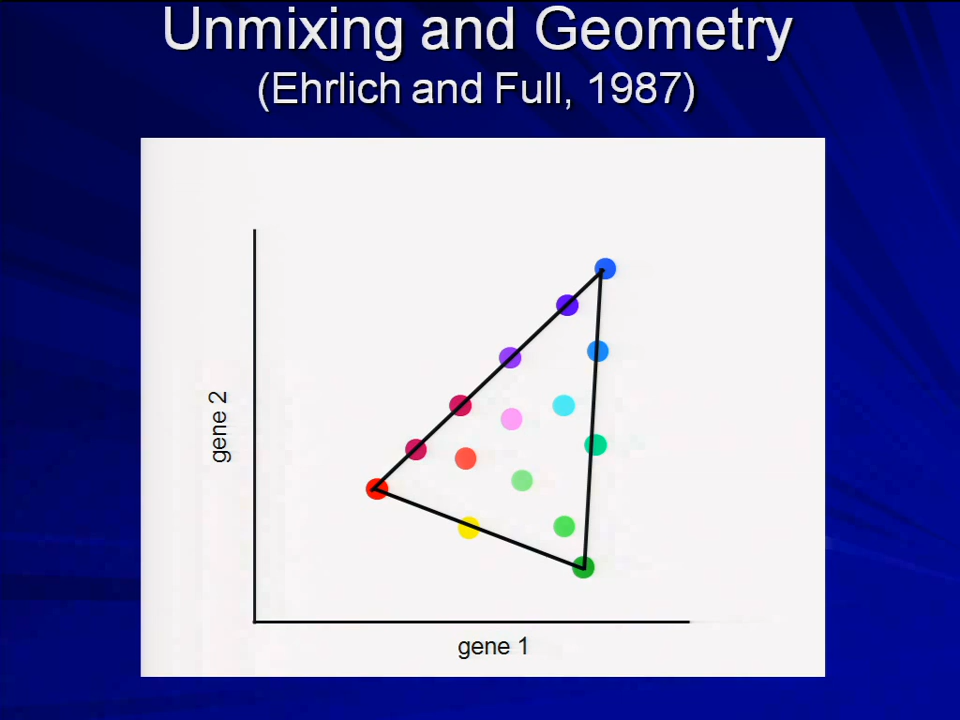 Unmixing and Geometry
(Ehrlich and Full, 1987)
gene 2
gene 1